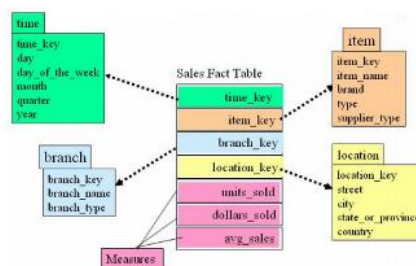 time
time_key
day
day_of_the_week
month
quarter
year
item
item_key
item_name
brand
type
supplier_type
Sales Fact Table
time_key
item_key
branch_key
location_key
units_sold
dollars_sold
avg_sales
branch
branch_key
branch_name
branch_type
location
location_key
street
city
state_or_province
country
Measures